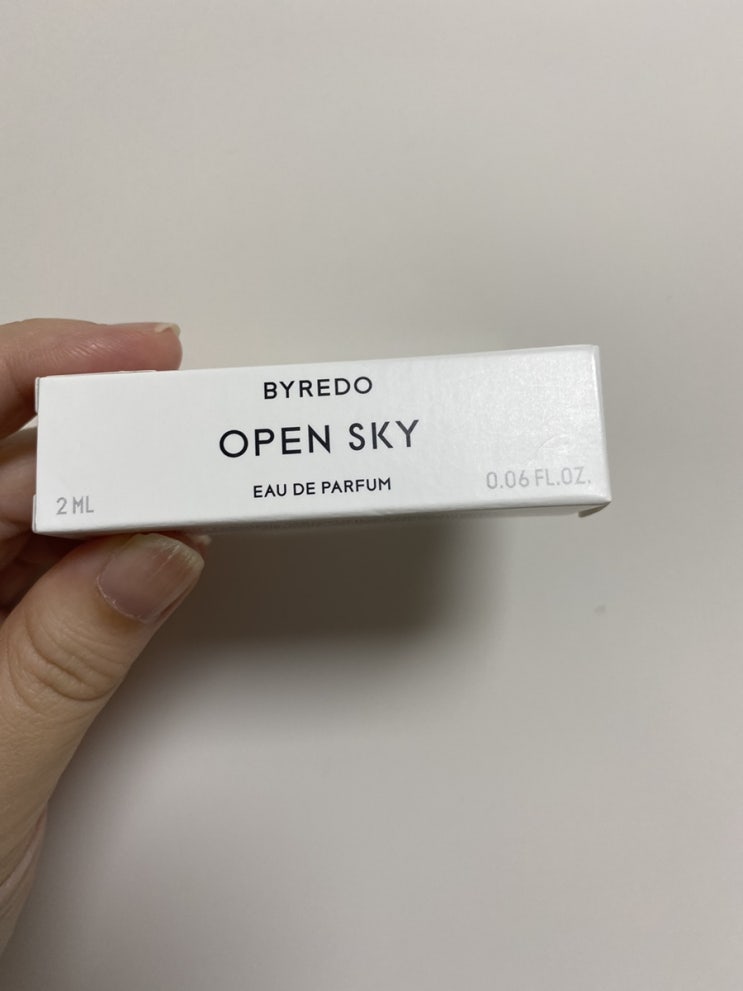 BYREDO
OPEN SKY
EAU DE PARFUM
2 ML
0.06 FL.OZ.